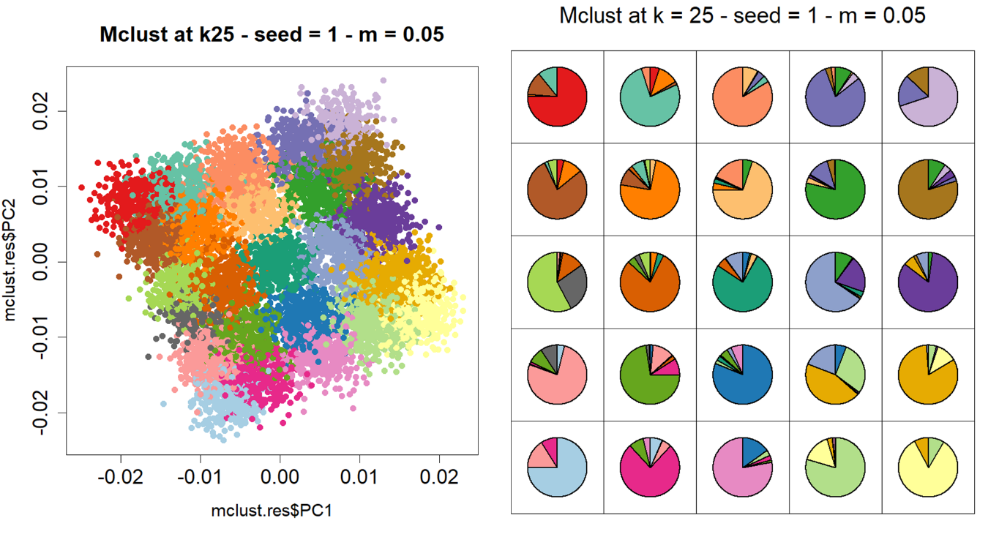 Mclust at k25 - seed = 1 - m = 0.05
Mclust at k = 25 - seed = 1 - m = 0.05
mclust.res$PC2
0.02
0.01
0.00
-0.01
-0.02
-0.02 -0.01 0.00 0.01 0.02
mclust.res$PC1